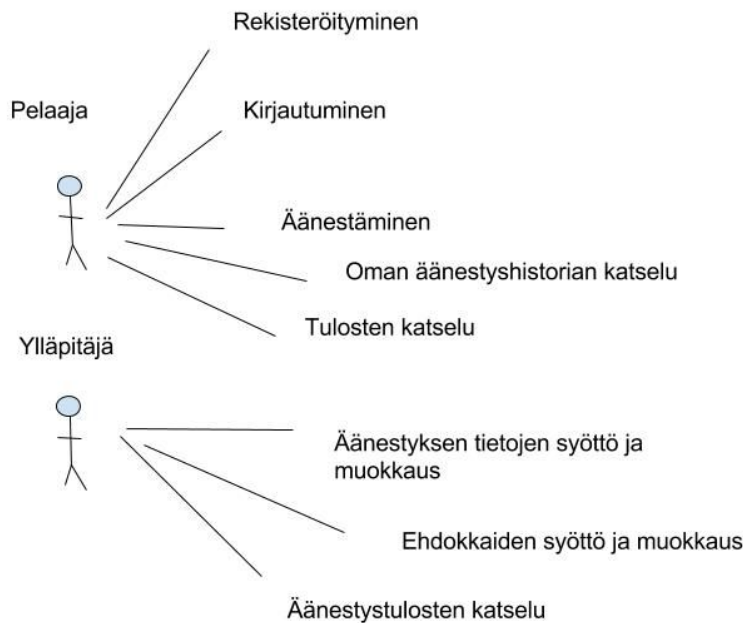 Rekisteröityminen
Pelaaja
Kirjautuminen
Äänestäminen
Oman äänestyshistorian katselu
Tulosten katselu
Ylläpitäjä
Äänestyksen tietojen syöttö ja
muokkaus
Ehdokkaiden syöttö ja muokkaus
Äänestystulosten katselu